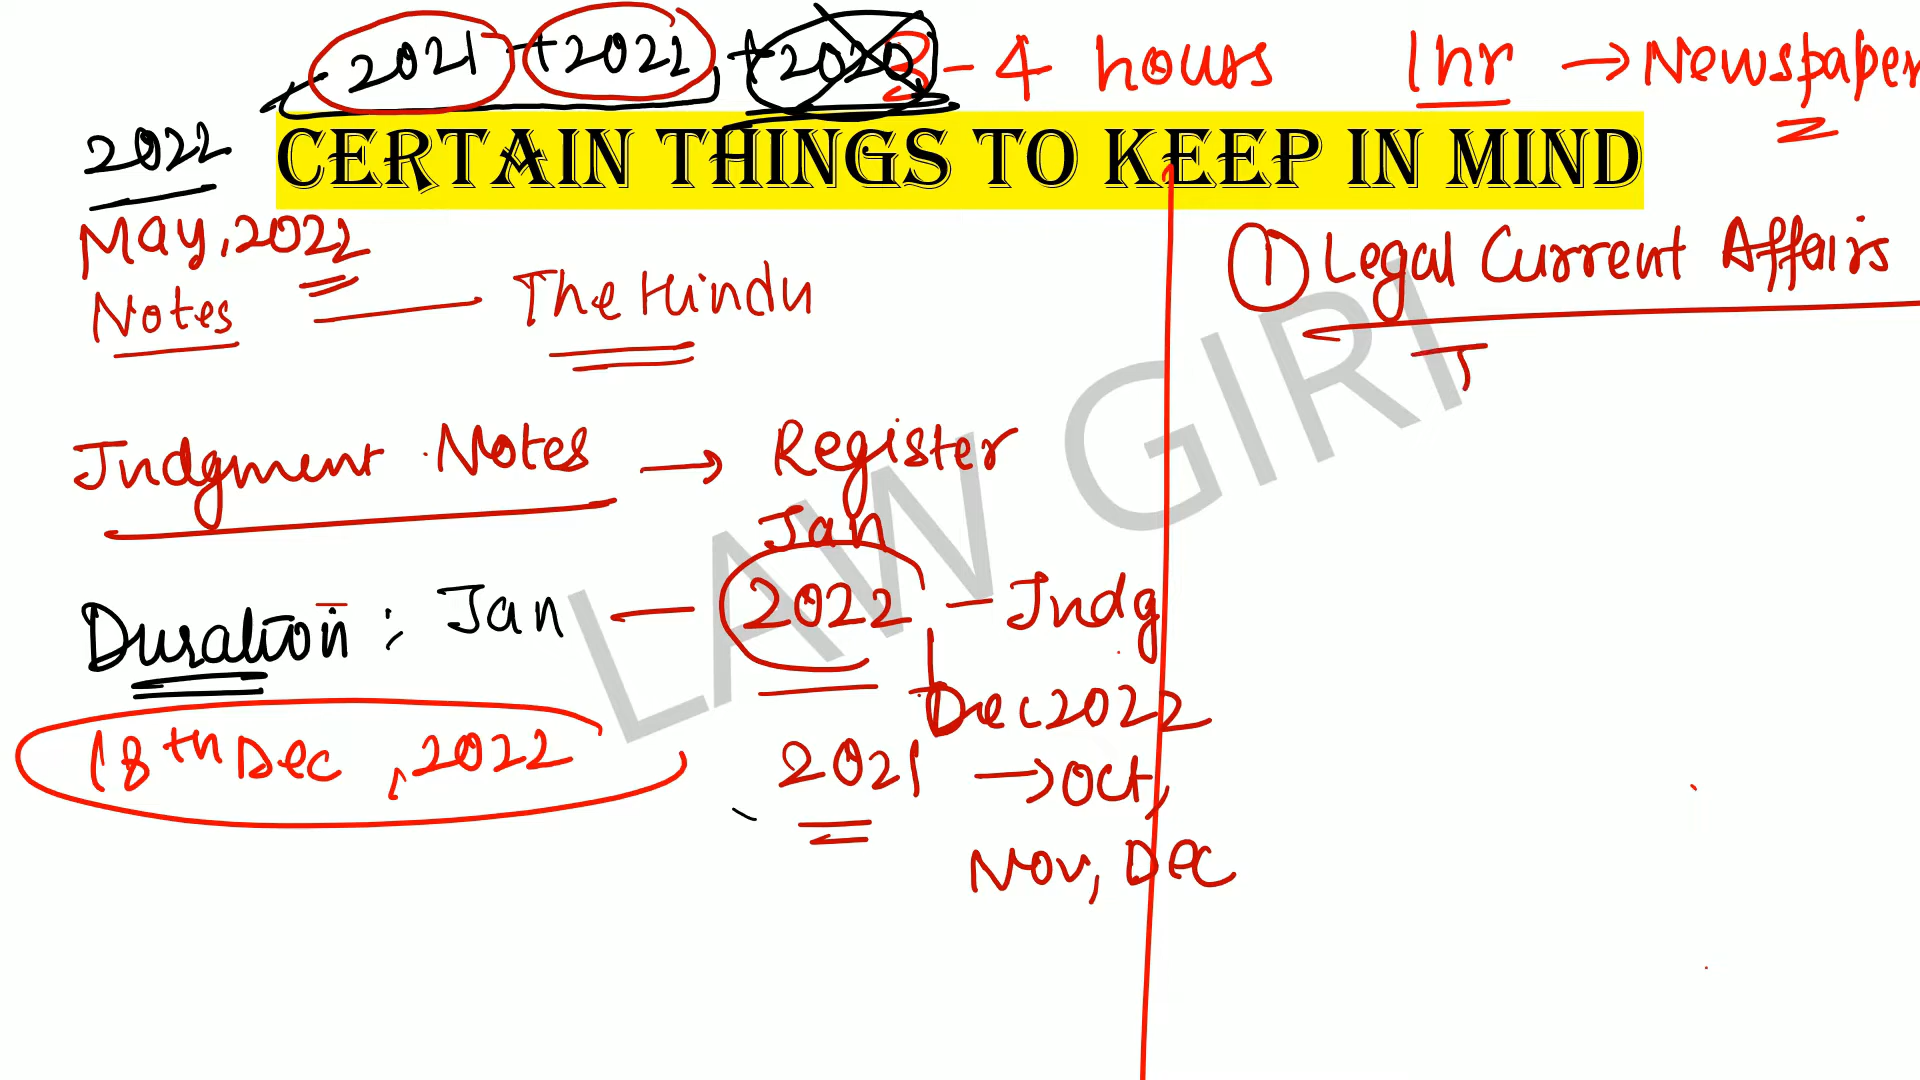 2021 + 2022 + 2020 3-4 hours 1hr → Newspaper
2022 CERTAIN THINGS TO KEEP IN MIND
May, 2022
Notes — The Hindu
Judgment Notes → Register
Jan
Duration : Jan — 2022 — Judg
Dec 2022
18th Dec, 2022
2021 → Oct,
Nov, Dec
① Legal Current Affairs
LAW GIRI